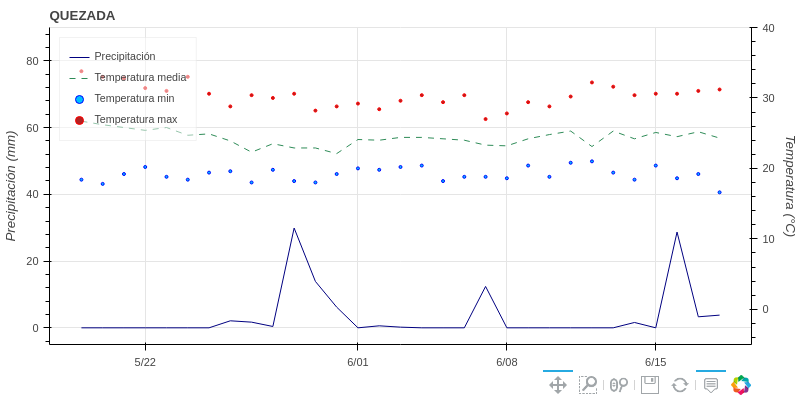 QUEZADA
Precipitación
Temperatura media
Temperatura min
Temperatura max
80
60
40
20
0
Precipitación (mm)
40
30
20
10
0
Temperatura (°C)
5/22
6/01
6/08
6/15